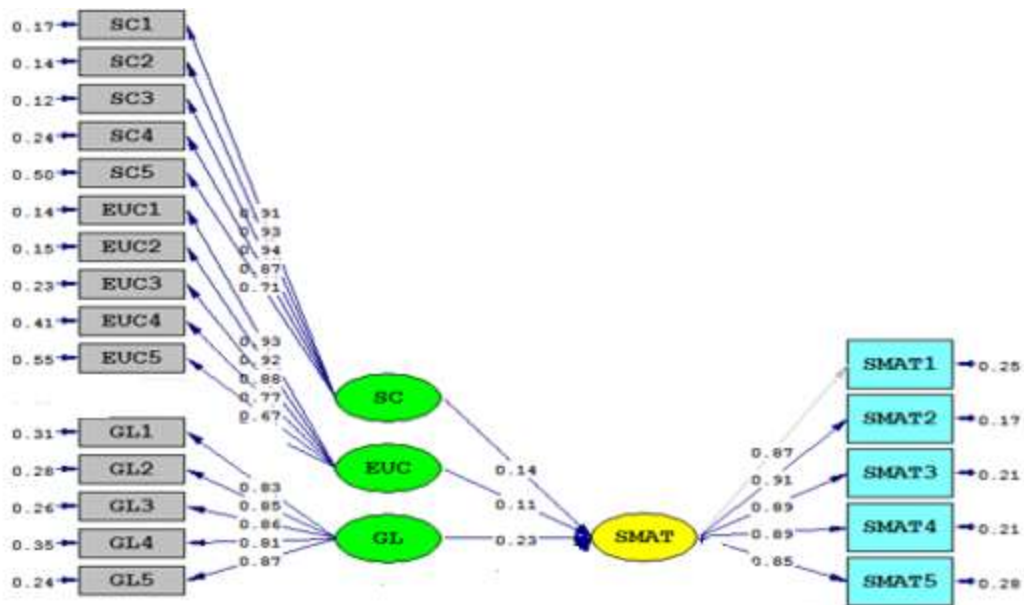 0.17 SC1
0.14 SC2
0.12 SC3
0.24 SC4
0.50 SC5
0.14 EUC1
0.15 EUC2
0.23 EUC3
0.41 EUC4
0.55 EUC5
0.31 GL1
0.28 GL2
0.26 GL3
0.35 GL4
0.24 GL5
0.91
0.93
0.94
0.87
0.71
0.93
0.92
0.88
0.77
0.67
0.83
0.85
0.86
0.81
0.87
SC
EUC
GL
0.14
0.11
0.23
SMAT
0.87
0.91
0.89
0.89
0.85
SMAT1 0.25
SMAT2 0.17
SMAT3 0.21
SMAT4 0.21
SMAT5 0.28